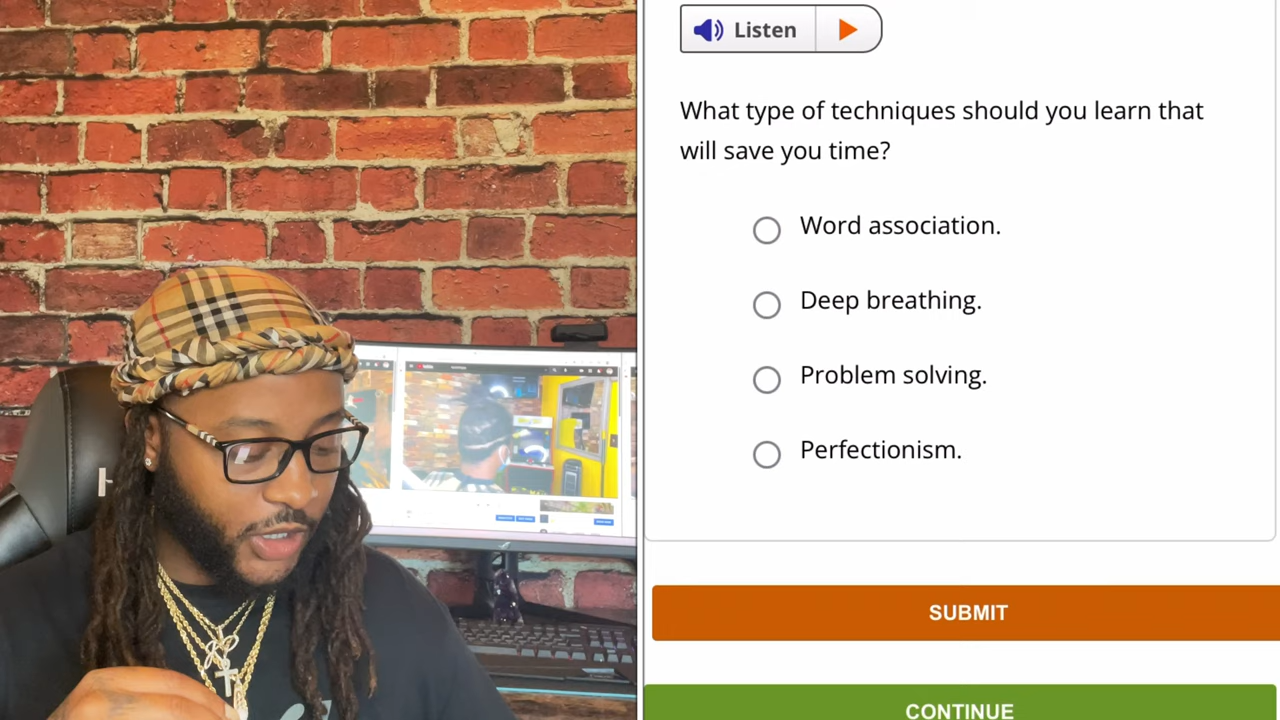 Listen
What type of techniques should you learn that
will save you time?
Word association.
Deep breathing.
Problem solving.
Perfectionism.
SUBMIT
CONTINUE